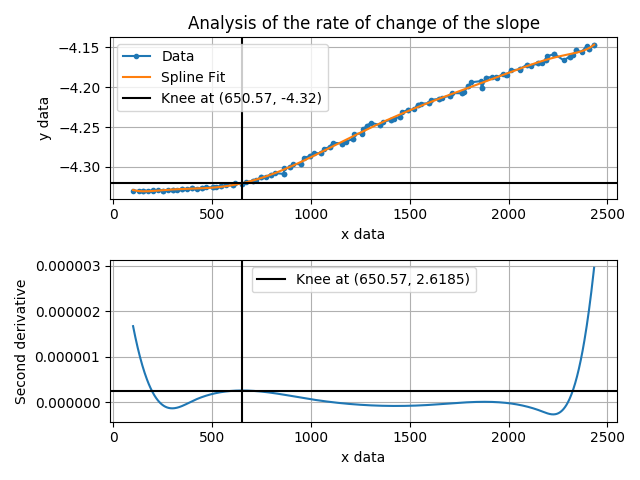 Analysis of the rate of change of the slope
y data
−4.15
−4.20
−4.25
−4.30
Data
Spline Fit
Knee at (650.57, -4.32)
0
500
1000
1500
2000
2500
x data
Second derivative
0.000003
0.000002
0.000001
0.000000
Knee at (650.57, 2.6185)
0
500
1000
1500
2000
2500
x data